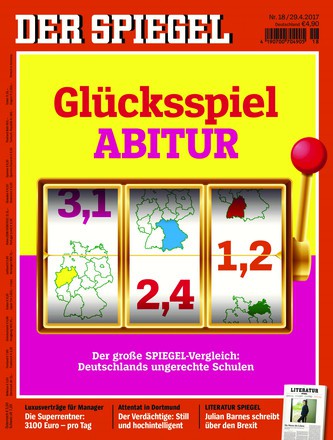 DER SPIEGEL
Nr. 18 / 29.4.2017
Deutschland €4,90
Glücksspiel
ABITUR
3,1
1,2
2,4
Der große SPIEGEL-Vergleich:
Deutschlands ungerechte Schulen
Luxusverträge für Manager
Die Superrentner:
3100 Euro – pro Tag
Attentat in Dortmund
Der Verdächtige: Still
und hochintelligent
LITERATUR SPIEGEL
Julian Barnes schreibt
über den Brexit
LITERATUR